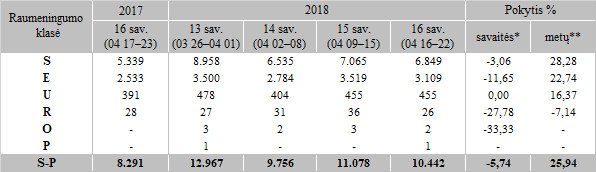 Raumeningumo klasė 2017 2018 Pokytis %
16 sav. (04 17–23) 13 sav. (03 26–04 01) 14 sav. (04 02–08) 15 sav. (04 09–15) 16 sav. (04 16–22) savaitės* metų**
S 5.339 8.958 6.535 7.065 6.849 -3,06 28,28
E 2.533 3.500 2.784 3.519 3.109 -11,65 22,74
U 391 478 404 455 455 0,00 16,37
R 28 27 31 36 26 -27,78 -7,14
O - 3 2 3 2 -33,33 -
P - 1 - - 1 - -
S-P 8.291 12.967 9.756 11.078 10.442 -5,74 25,94